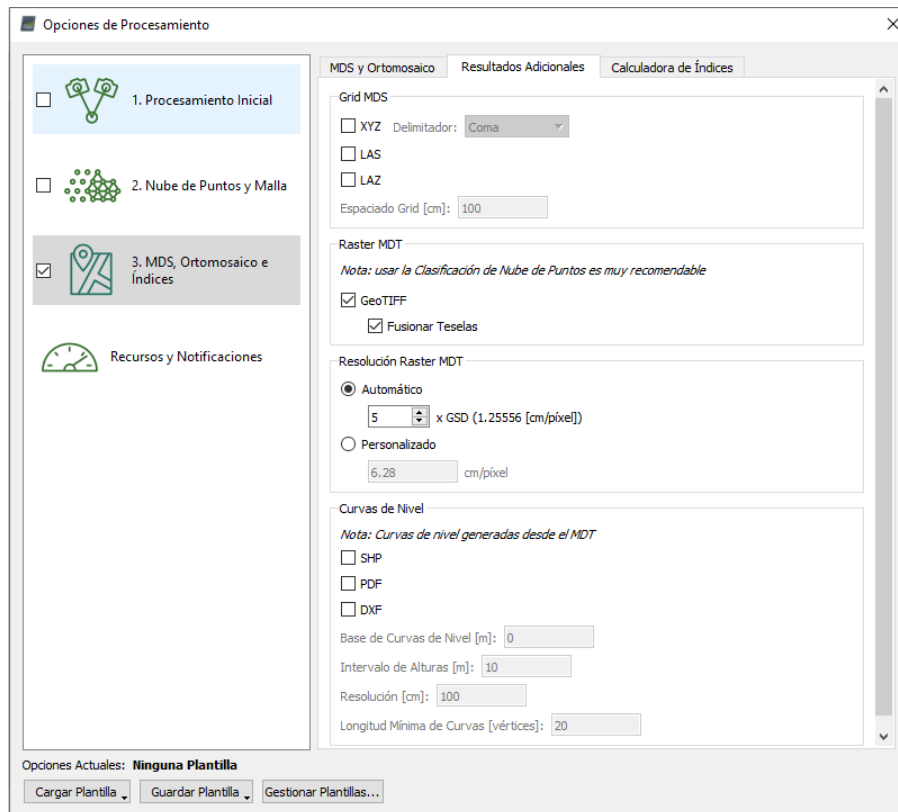 Opciones de Procesamiento
1. Procesamiento Inicial
2. Nube de Puntos y Malla
3. MDS, Ortomosaico e
Índices
Recursos y Notificaciones
MDS y Ortomosaico Resultados Adicionales Calculadora de Índices
Grid MDS
XYZ Delimitador: Coma
LAS
LAZ
Espaciado Grid [cm]: 100
Raster MDT
Nota: usar la Clasificación de Nube de Puntos es muy recomendable
GeoTIFF
Fusionar Teselas
Resolución Raster MDT
Automático
5 x GSD (1.25556 [cm/píxel])
Personalizado
6.28 cm/píxel
Curvas de Nivel
Nota: Curvas de nivel generadas desde el MDT
SHP
PDF
DXF
Base de Curvas de Nivel [m]: 0
Intervalo de Alturas [m]: 10
Resolución [cm]: 100
Longitud Mínima de Curvas [vértices]: 20
Opciones Actuales: Ninguna Plantilla
Cargar Plantilla Guardar Plantilla Gestionar Plantillas...